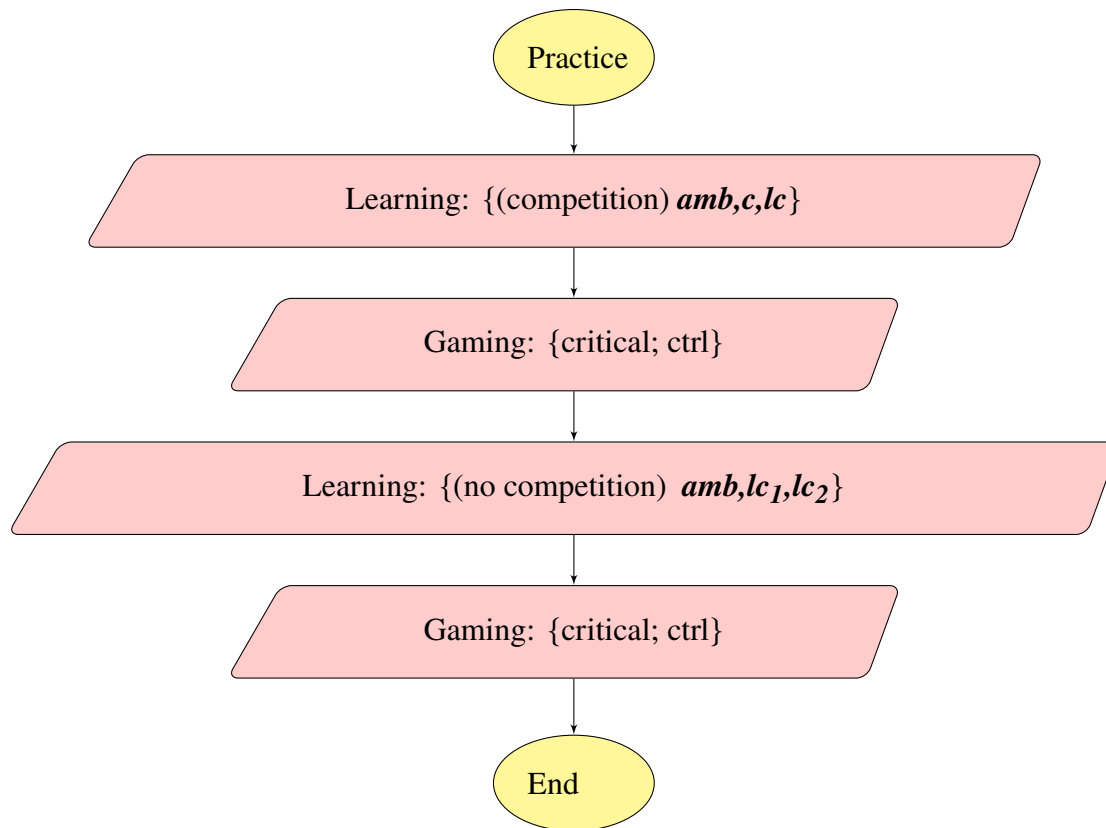 Practice
Learning: {(competition) amb,c,lc}
Gaming: {critical; ctrl}
Learning: {(no competition) amb,lc₁,lc₂}
Gaming: {critical; ctrl}
End